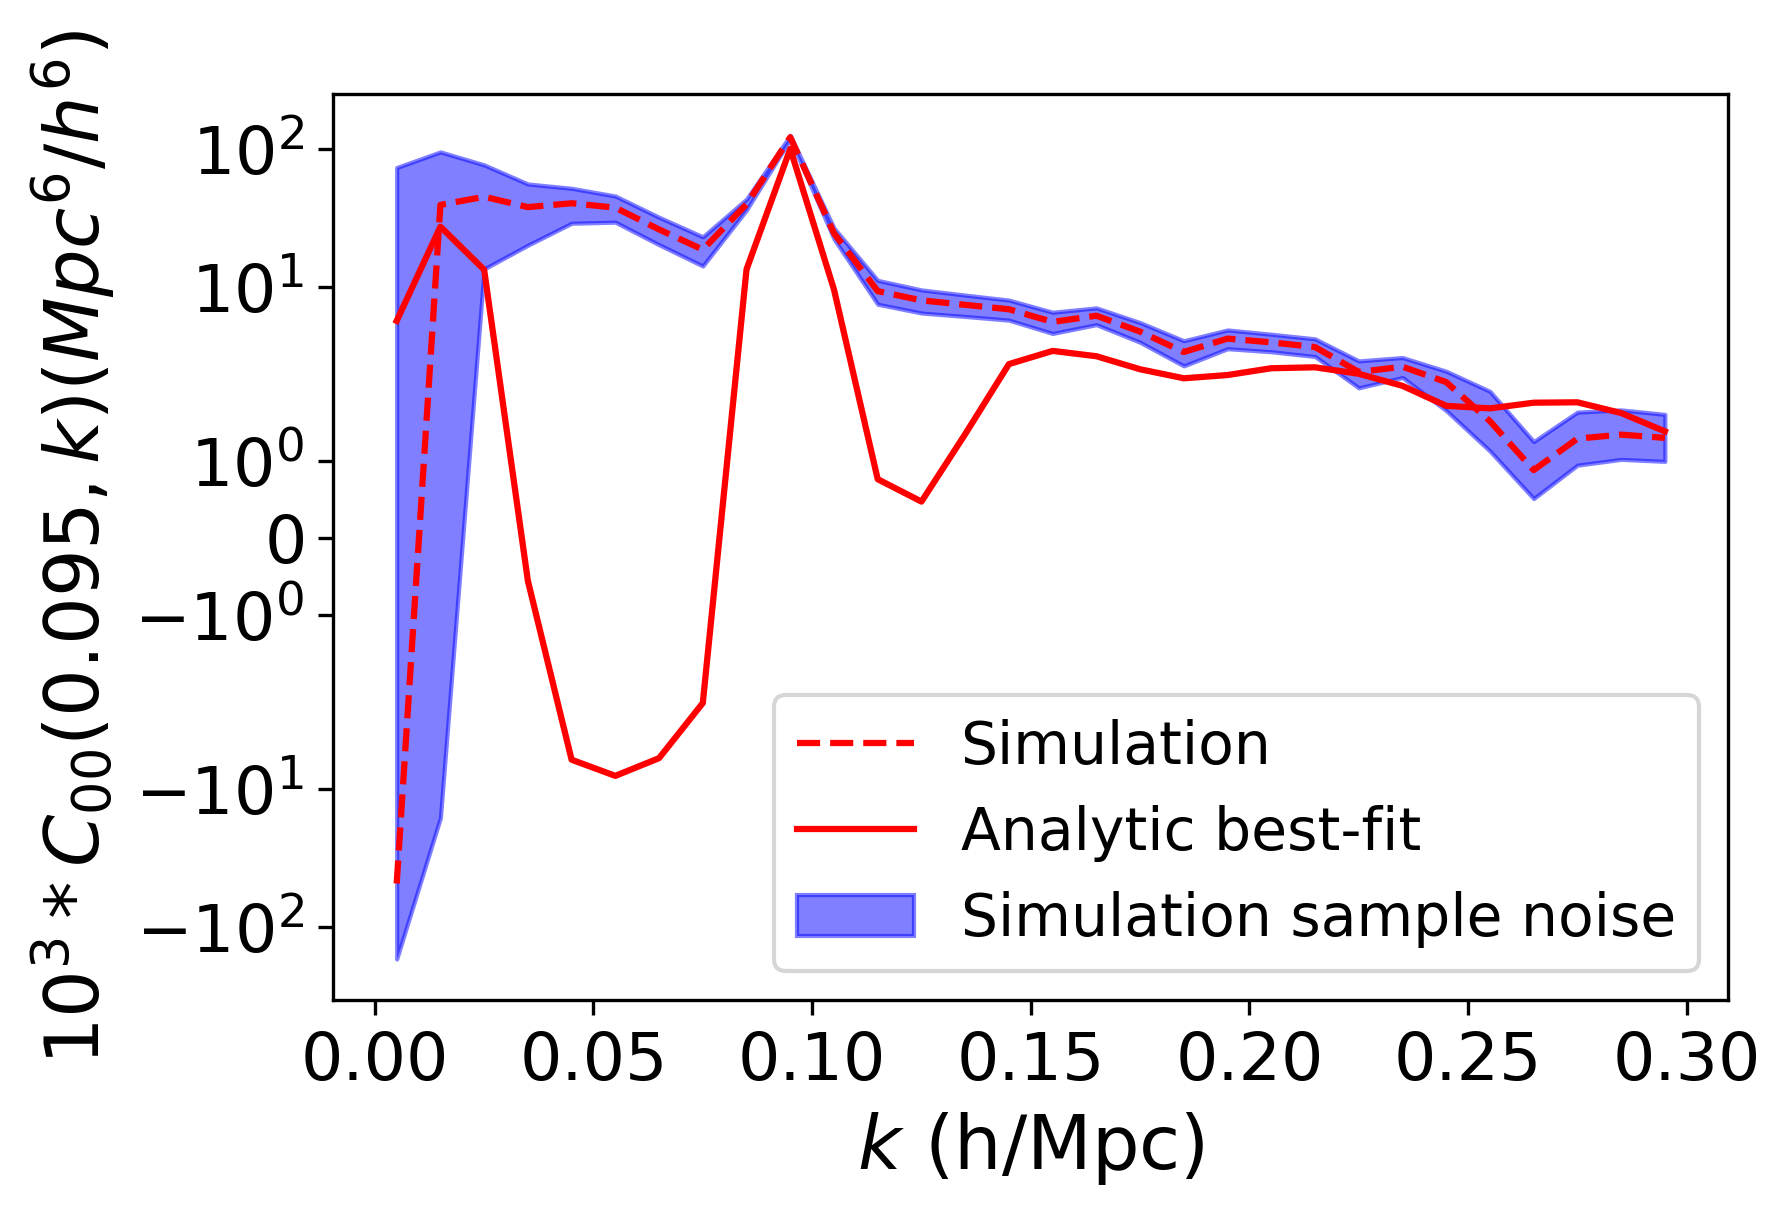 10³ * C₀₀(0.095, k)(Mpc⁶/h⁶)
10²
10¹
10⁰
0
−10⁰
−10¹
−10²
Simulation
Analytic best-fit
Simulation sample noise
0.00 0.05 0.10 0.15 0.20 0.25 0.30
k (h/Mpc)